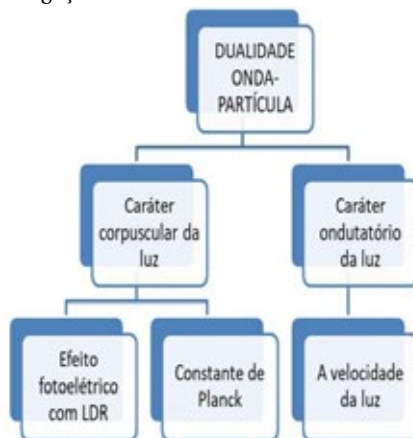 DUALIDADE
ONDA-
PARTÍCULA
Caráter
corpuscular da
luz
Caráter
ondutatório
da luz
Efeito
fotoelétrico
com LDR
Constante de
Planck
A velocidade
da luz